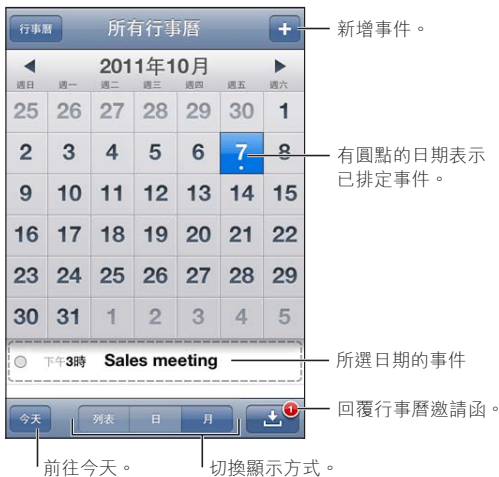 行事曆 所有行事曆 +
新增事件。
2011年10月
週日 週一 週二 週三 週四 週五 週六
25 26 27 28 29 30 1
2 3 4 5 6 7 8
有圓點的日期表示
已排定事件。
9 10 11 12 13 14 15
16 17 18 19 20 21 22
23 24 25 26 27 28 29
30 31 1 2 3 4 5
下午3時 Sales meeting
所選日期的事件
今天 列表 日 月 1
回覆行事曆邀請函。
前往今天。
切換顯示方式。